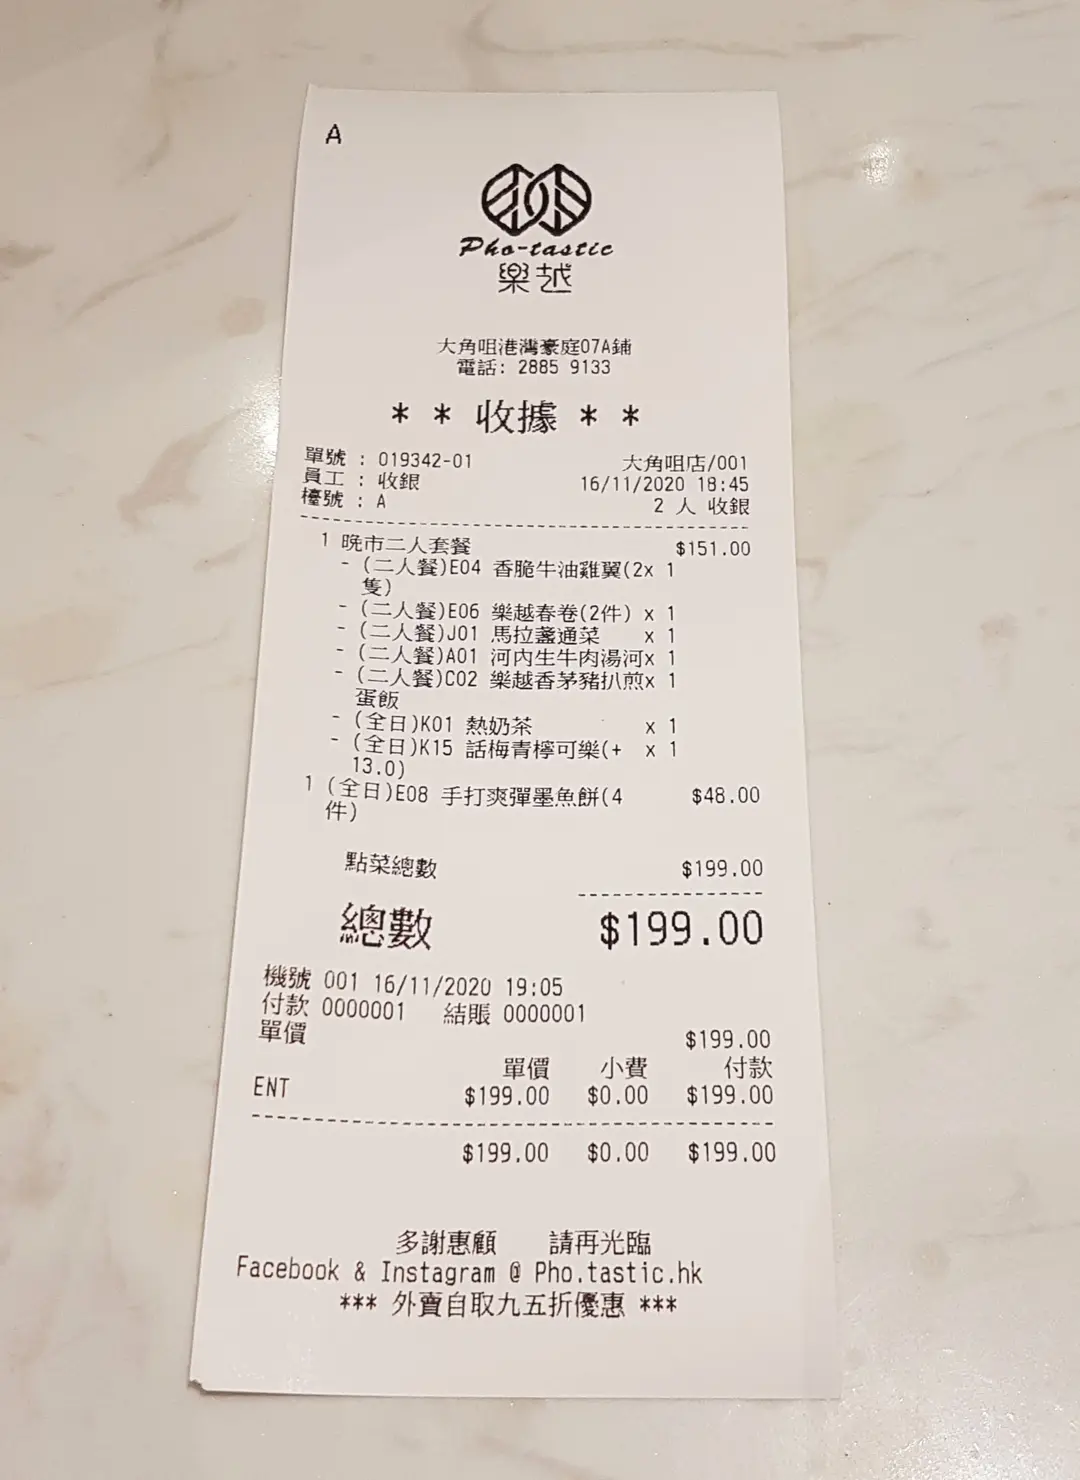 A
Pho-tastic
樂越
大角咀港灣豪庭07A鋪
電話: 2885 9133
* * 收據 * *
單號 : 019342-01 大角咀店/001
員工 : 收銀 16/11/2020 18:45
檯號 : A 2 人 收銀
1 晚市二人套餐 $151.00
- (二人餐)E04 香脆牛油雞翼(2x 1
隻)
- (二人餐)E06 樂越春卷(2件) x 1
- (二人餐)J01 馬拉盞通菜 x 1
- (二人餐)A01 河內生牛肉湯河x 1
- (二人餐)C02 樂越香茅豬扒煎x 1
蛋飯
- (全日)K01 熱奶茶 x 1
- (全日)K15 話梅青檸可樂(+ x 1
13.0)
1 (全日)E08 手打爽彈墨魚餅(4 $48.00
件)
點菜總數 $199.00
總數 $199.00
機號 001 16/11/2020 19:05
付款 0000001 結賬 0000001
單價 $199.00
單價 小費 付款
ENT $199.00 $0.00 $199.00
$199.00 $0.00 $199.00
多謝惠顧 請再光臨
Facebook & Instagram @ Pho.tastic.hk
*** 外賣自取九五折優惠 ***